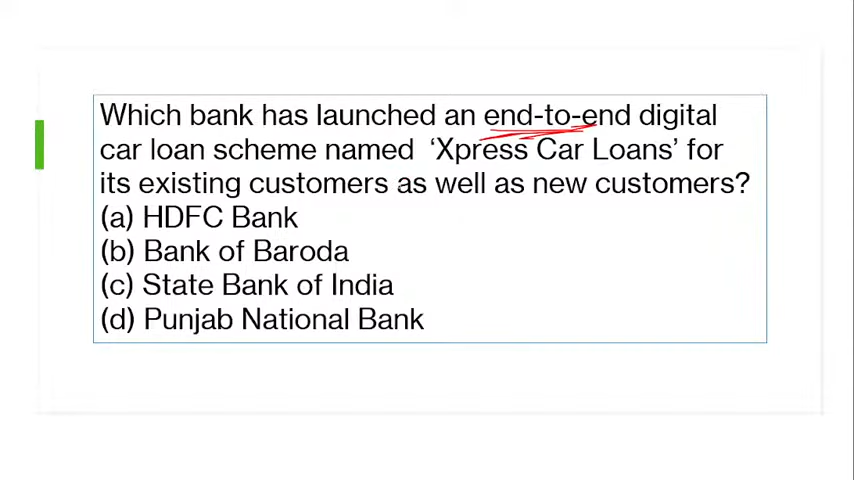 Which bank has launched an end-to-end digital
car loan scheme named ‘Xpress Car Loans’ for
its existing customers as well as new customers?
(a) HDFC Bank
(b) Bank of Baroda
(c) State Bank of India
(d) Punjab National Bank